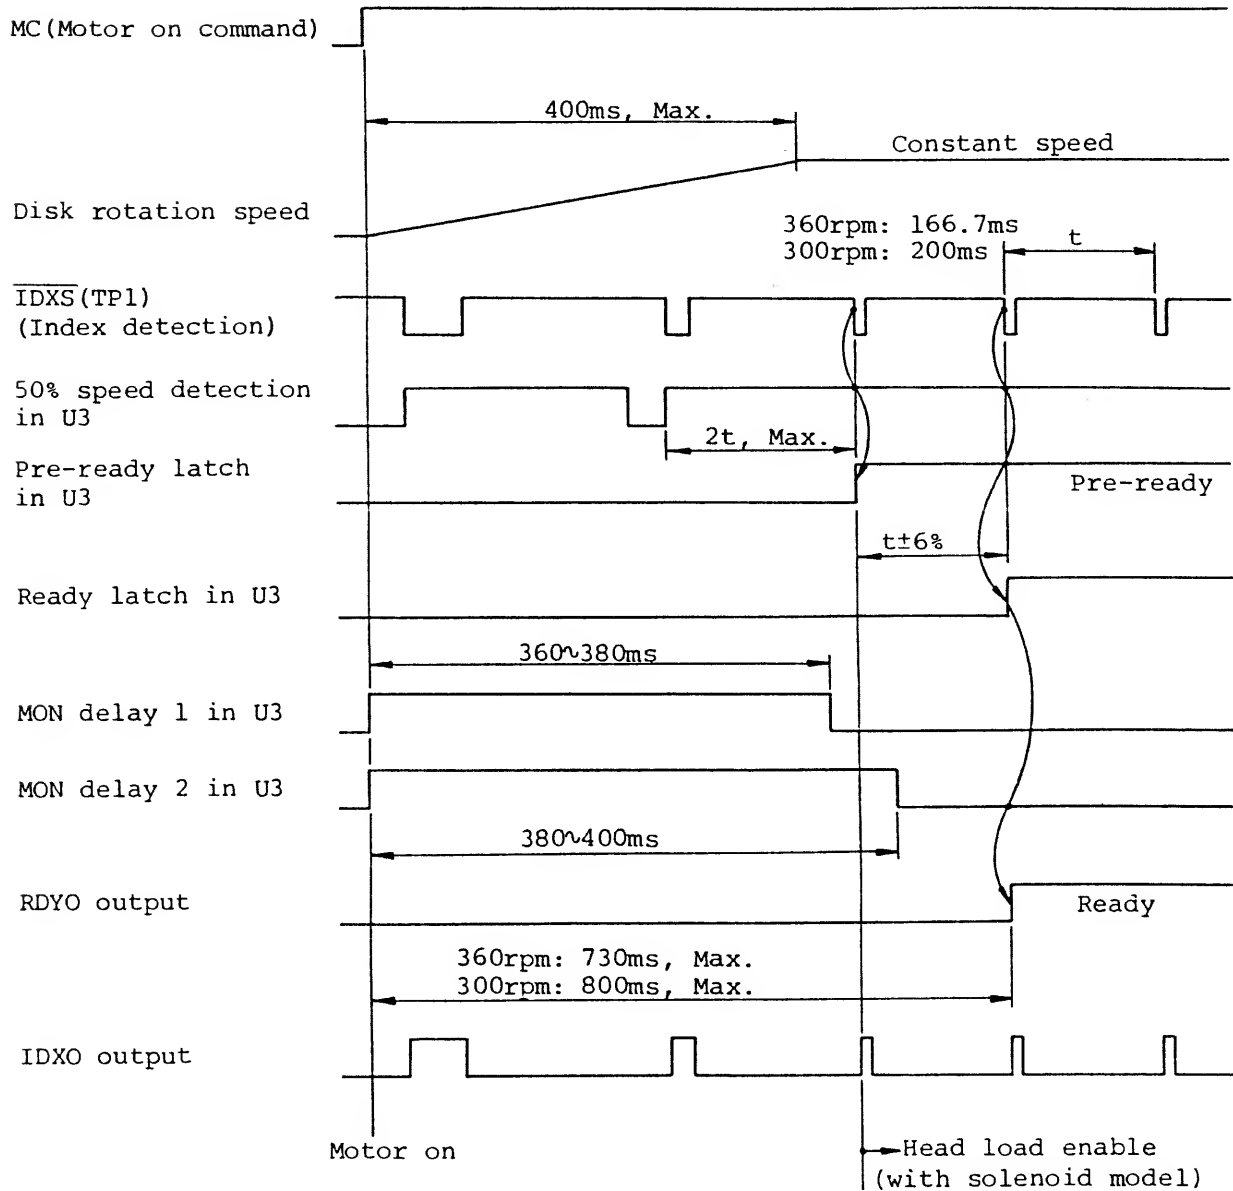 MC(Motor on command)
400ms, Max.
Constant speed
Disk rotation speed
360rpm: 166.7ms
300rpm: 200ms
t
IDXS(TP1)
(Index detection)
50% speed detection
in U3
2t, Max.
Pre-ready latch
in U3
Pre-ready
t±6%
Ready latch in U3
360~380ms
MON delay 1 in U3
MON delay 2 in U3
380~400ms
RDYO output
Ready
360rpm: 730ms, Max.
300rpm: 800ms, Max.
IDXO output
Motor on
Head load enable
(with solenoid model)